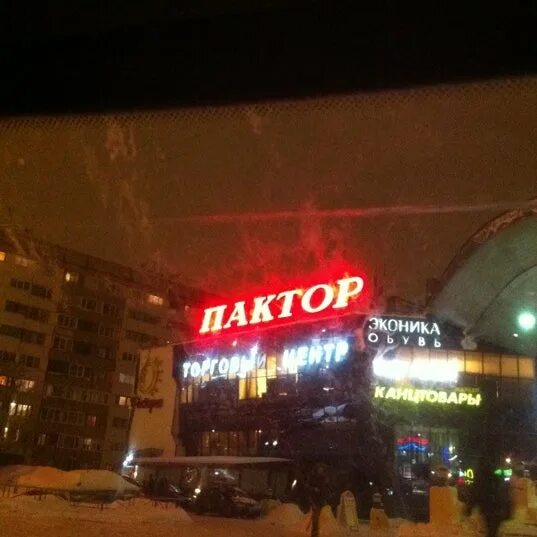 ПАКТОР
ТОРГОВЫЙ ЦЕНТР
ЭКОНИКА
ОБУВЬ
КАНЦТОВАРЫ